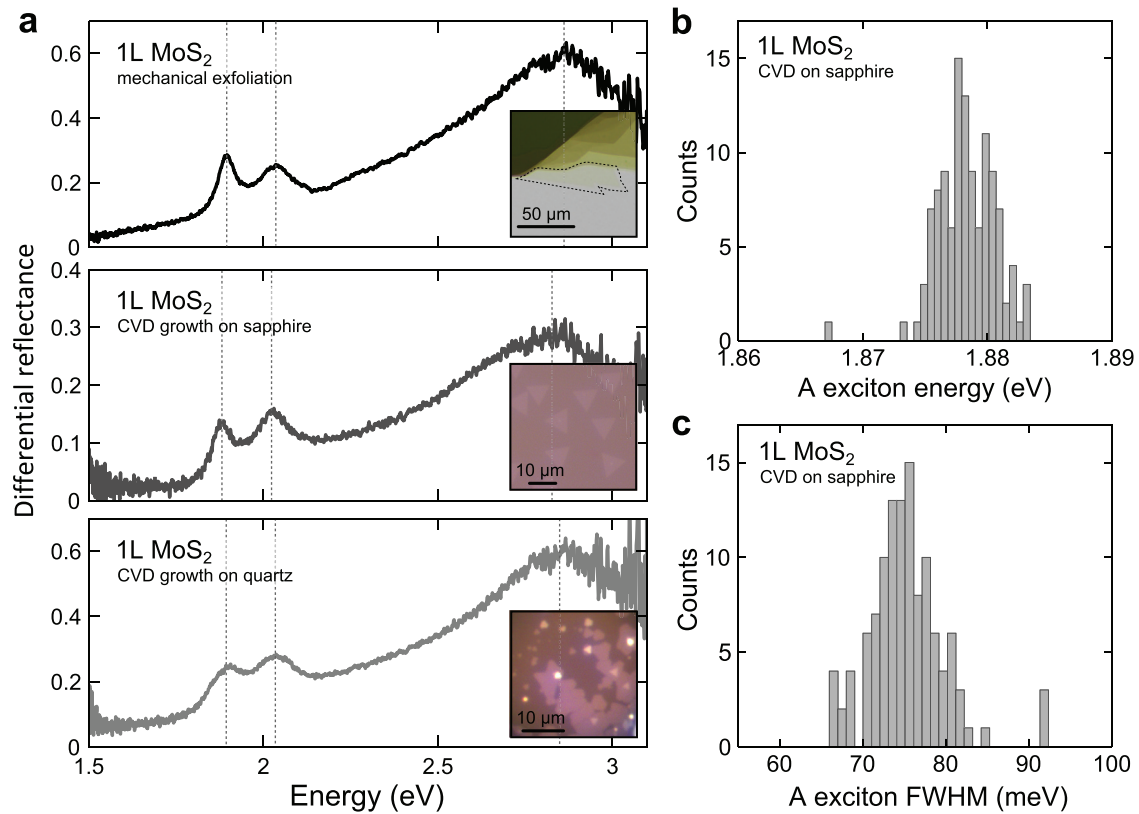 a
1L MoS₂
mechanical exfoliation
0.6
0.4
0.2
0
50 µm
1L MoS₂
CVD growth on sapphire
0.4
0.3
0.2
0.1
0
10 µm
1L MoS₂
CVD growth on quartz
0.6
0.4
0.2
0
10 µm
1.5 2 2.5 3
Energy (eV)
Differential reflectance
b
1L MoS₂
CVD on sapphire
15
10
5
0
1.86 1.87 1.88 1.89
A exciton energy (eV)
Counts
c
1L MoS₂
CVD on sapphire
15
10
5
0
60 70 80 90 100
A exciton FWHM (meV)
Counts